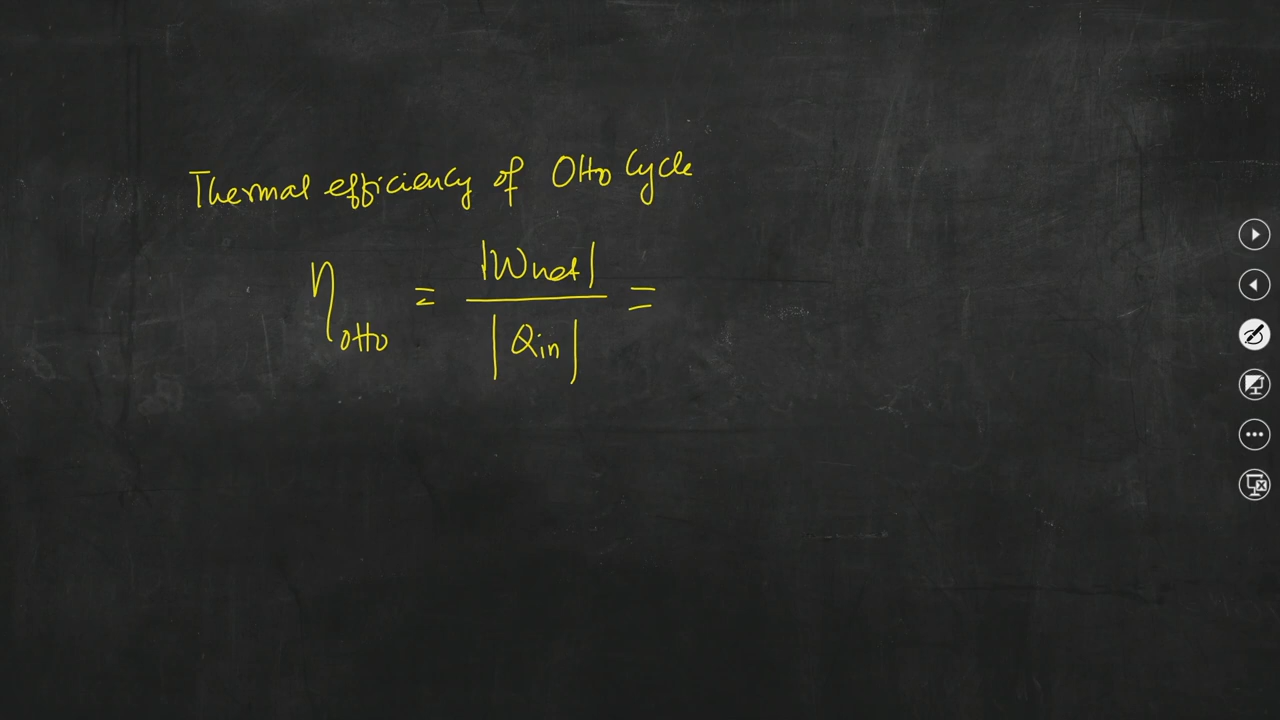 Thermal efficiency of Otto Cycle
η_otto = |Wnet| / |Qin| =